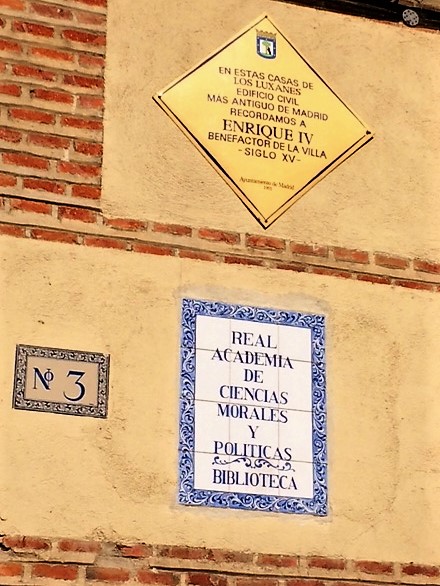 EN ESTAS CASAS DE
LOS LUXANES
EDIFICIO CIVIL
MAS ANTIGUO DE MADRID
RECORDAMOS A
ENRIQUE IV
BENEFACTOR DE LA VILLA
-SIGLO XV-
Ayuntamiento de Madrid
Nº 3
REAL
ACADEMIA
DE
CIENCIAS
MORALES
Y
POLITICAS
BIBLIOTECA